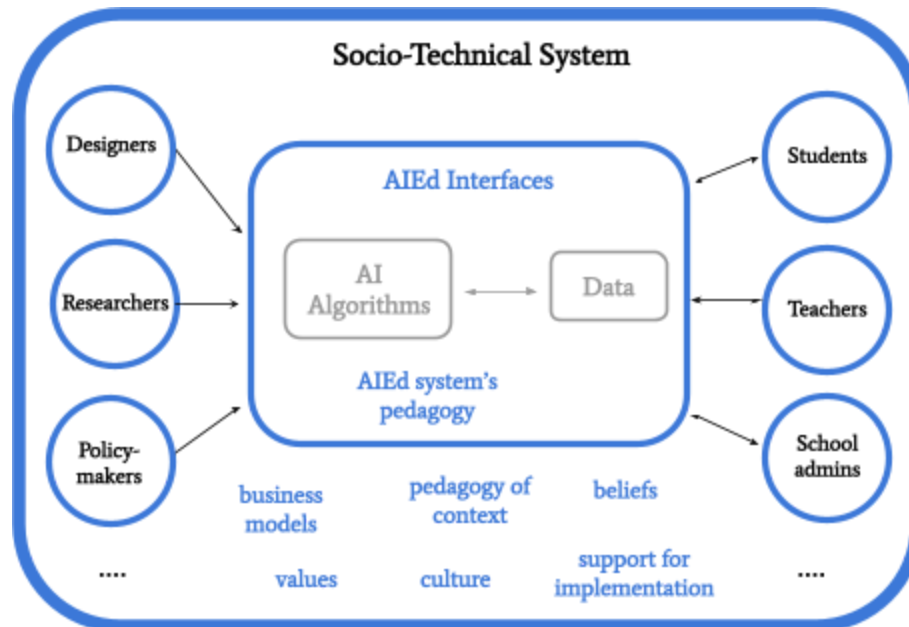 Socio-Technical System
Designers
Researchers
Policy-
makers
....
AIEd Interfaces
AI
Algorithms
Data
AIEd system's
pedagogy
Students
Teachers
School
admins
....
business
models
pedagogy of
context
beliefs
values
culture
support for
implementation